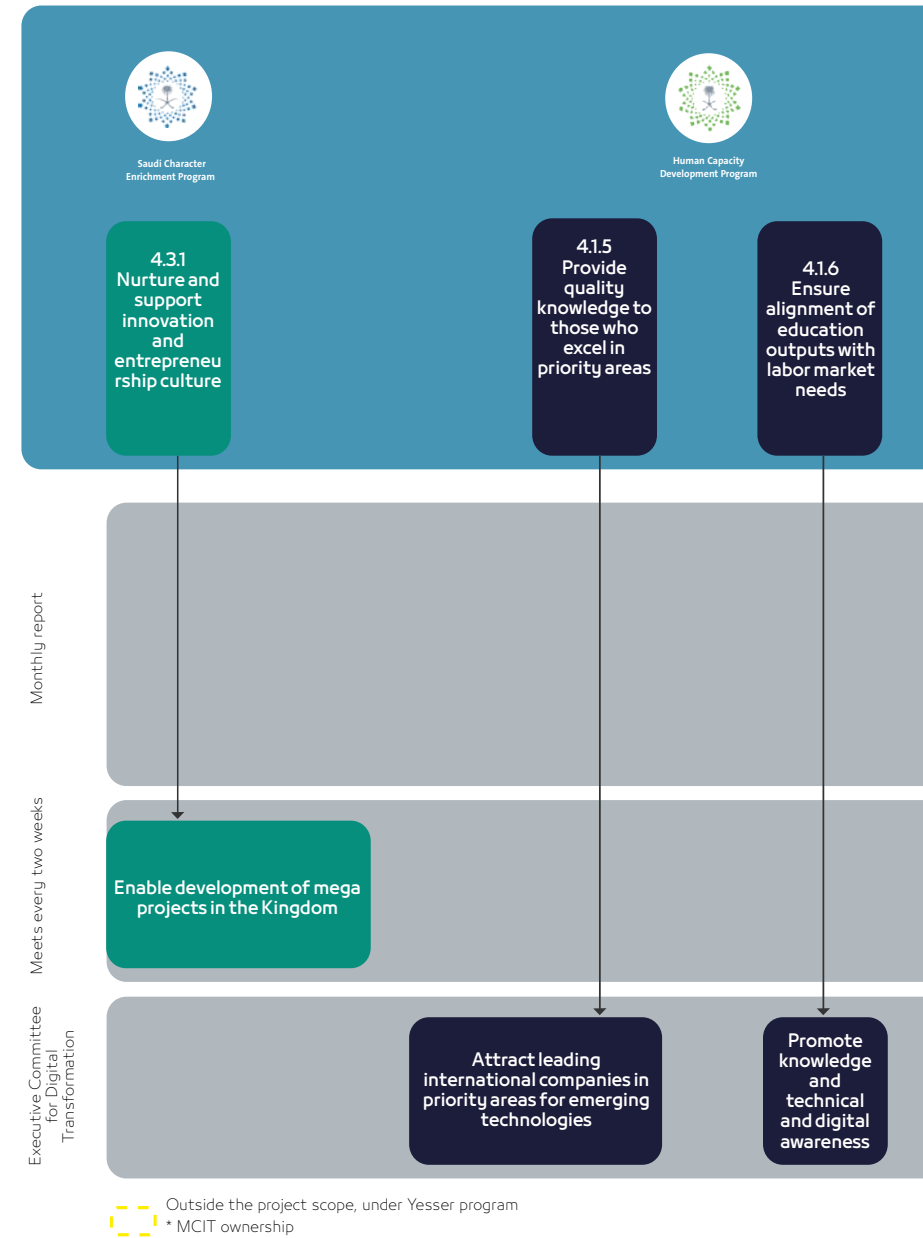 Saudi Character
Enrichment Program
Human Capacity
Development Program
4.3.1
Nurture and
support
innovation
and
entrepreneu
rship culture
4.1.5
Provide
quality
knowledge to
those who
excel in
priority areas
4.1.6
Ensure
alignment of
education
outputs with
labor market
needs
Monthly report
Meets every two weeks
Enable development of mega
projects in the Kingdom
Executive Committee
for Digital
Transformation
Attract leading
international companies in
priority areas for emerging
technologies
Promote
knowledge
and
technical
and digital
awareness
Outside the project scope, under Yesser program
* MCIT ownership